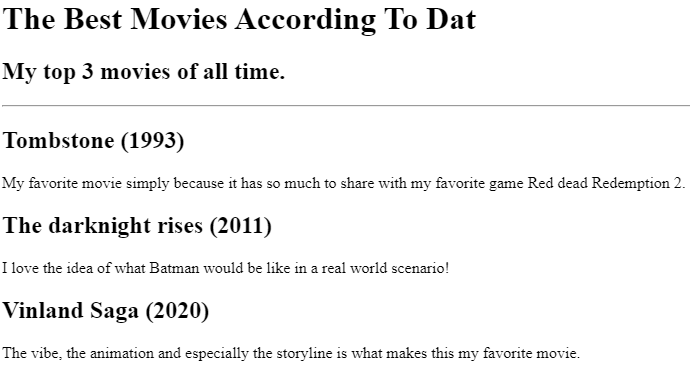 The Best Movies According To Dat
My top 3 movies of all time.
Tombstone (1993)
My favorite movie simply because it has so much to share with my favorite game Red dead Redemption 2.
The darknight rises (2011)
I love the idea of what Batman would be like in a real world scenario!
Vinland Saga (2020)
The vibe, the animation and especially the storyline is what makes this my favorite movie.